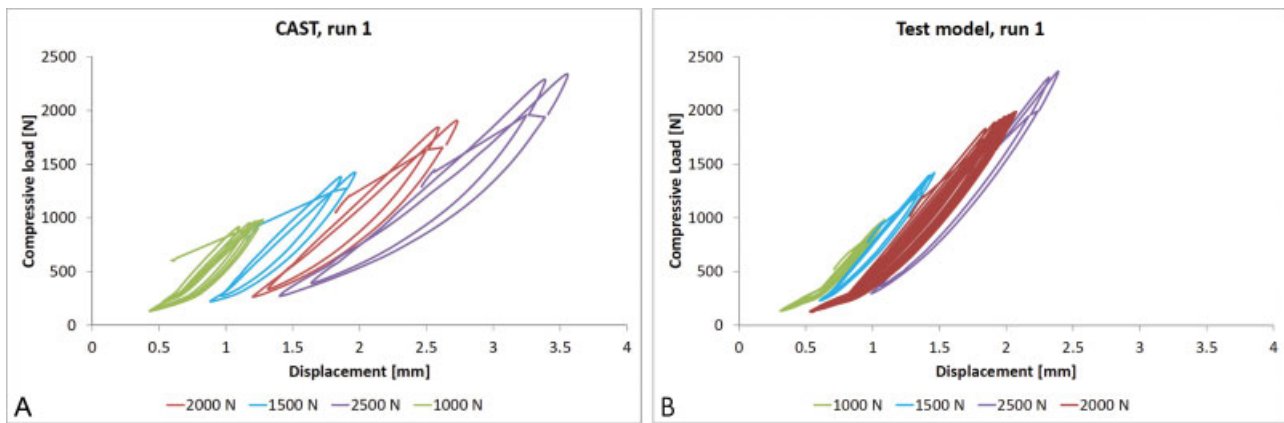 CAST, run 1
Compressive load [N]
2500
2000
1500
1000
500
0
0 0.5 1 1.5 2 2.5 3 3.5 4
Displacement [mm]
A
2000 N 1500 N 2500 N 1000 N
Test model, run 1
Compressive Load [N]
2500
2000
1500
1000
500
0
0 0.5 1 1.5 2 2.5 3 3.5 4
Displacement [mm]
B
1000 N 1500 N 2500 N 2000 N